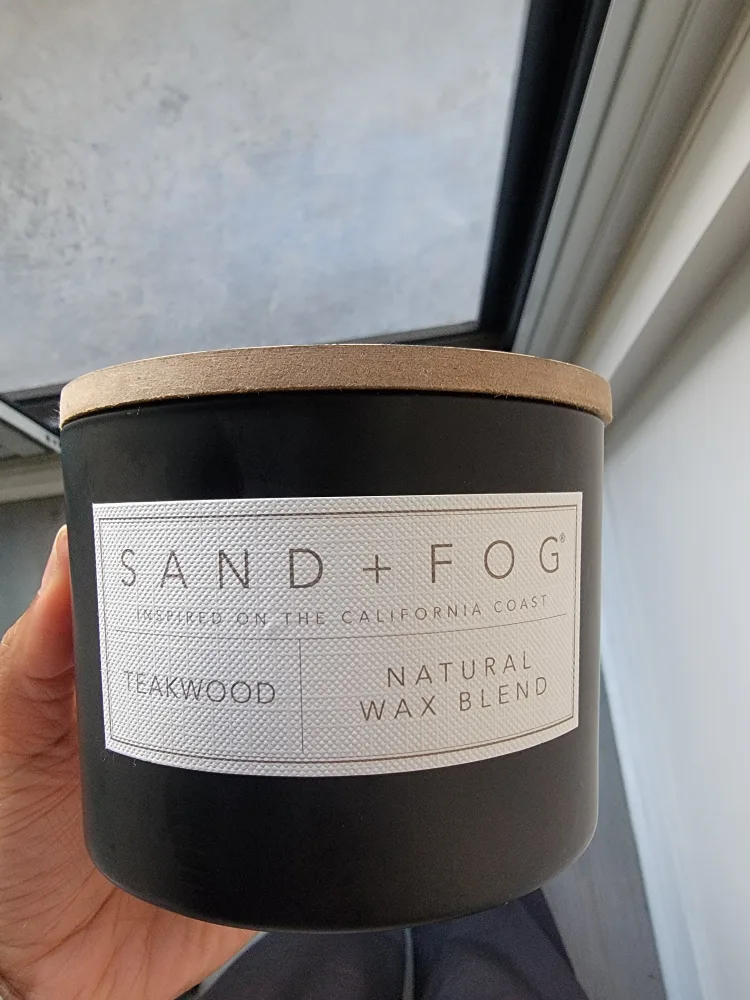 SAND + FOG®
INSPIRED ON THE CALIFORNIA COAST
TEAKWOOD
NATURAL
WAX BLEND